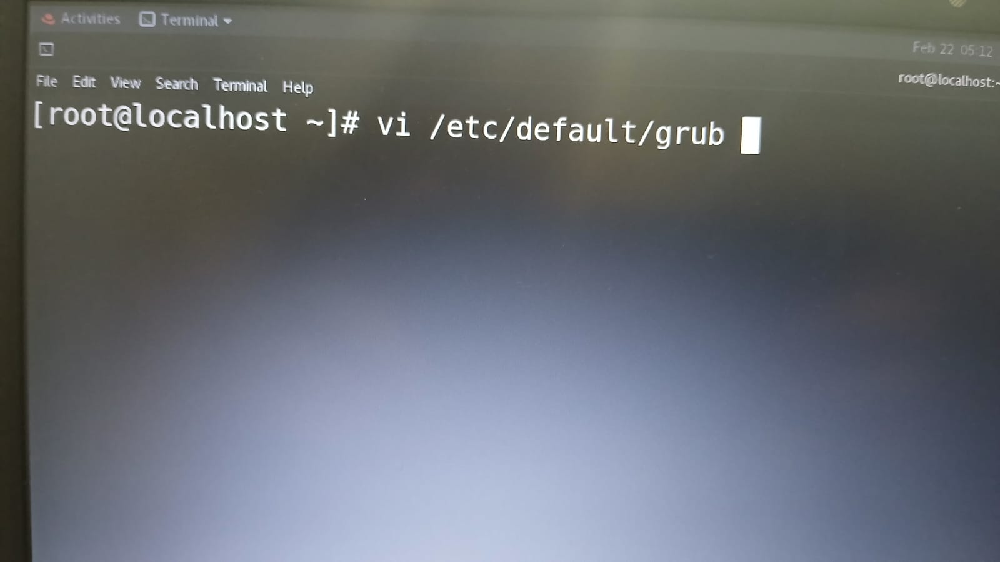 Activities Terminal
Feb 22 05:12
root@localhost:~
File Edit View Search Terminal Help
[root@localhost ~]# vi /etc/default/grub